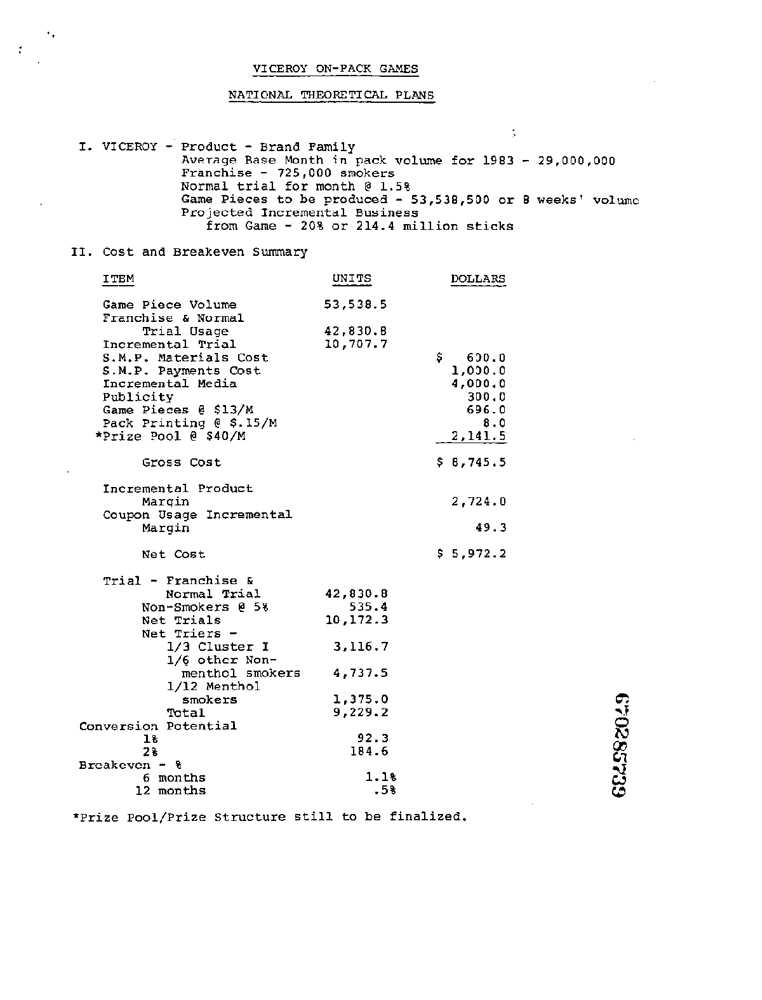 VICEROY ON-PACK GAMES
NATIONAL THEORETICAL PLANS
I. VICEROY - Product - Brand Family
Average Base Month in pack volume for 1983 - 29,000,000
Franchise - 725,000 smokers
Normal trial for month @ 1.5%
Game Pieces to be produced - 53,538,500 or 8 weeks' volume
Projected Incremental Business
from Game - 20% or 214.4 million sticks
II. Cost and Breakeven Summary
ITEM UNITS DOLLARS
Game Piece Volume 53,538.5
Franchise & Normal
Trial Usage 42,830.8
Incremental Trial 10,707.7
S.M.P. Materials Cost $ 600.0
S.M.P. Payments Cost 1,000.0
Incremental Media 4,000.0
Publicity 300.0
Game Pieces @ $13/M 696.0
Pack Printing @ $.15/M 8.0
*Prize Pool @ $40/M 2,141.5
Gross Cost $ 8,745.5
Incremental Product
Margin 2,724.0
Coupon Usage Incremental
Margin 49.3
Net Cost $ 5,972.2
Trial - Franchise &
Normal Trial 42,830.8
Non-Smokers @ 5% 535.4
Net Trials 10,172.3
Net Triers -
1/3 Cluster I 3,116.7
1/6 other Non-
menthol smokers 4,737.5
1/12 Menthol
smokers 1,375.0
Total 9,229.2
Conversion Potential
1% 92.3
2% 184.6
Breakeven - %
6 months 1.1%
12 months .5%
*Prize Pool/Prize Structure still to be finalized.
670285739